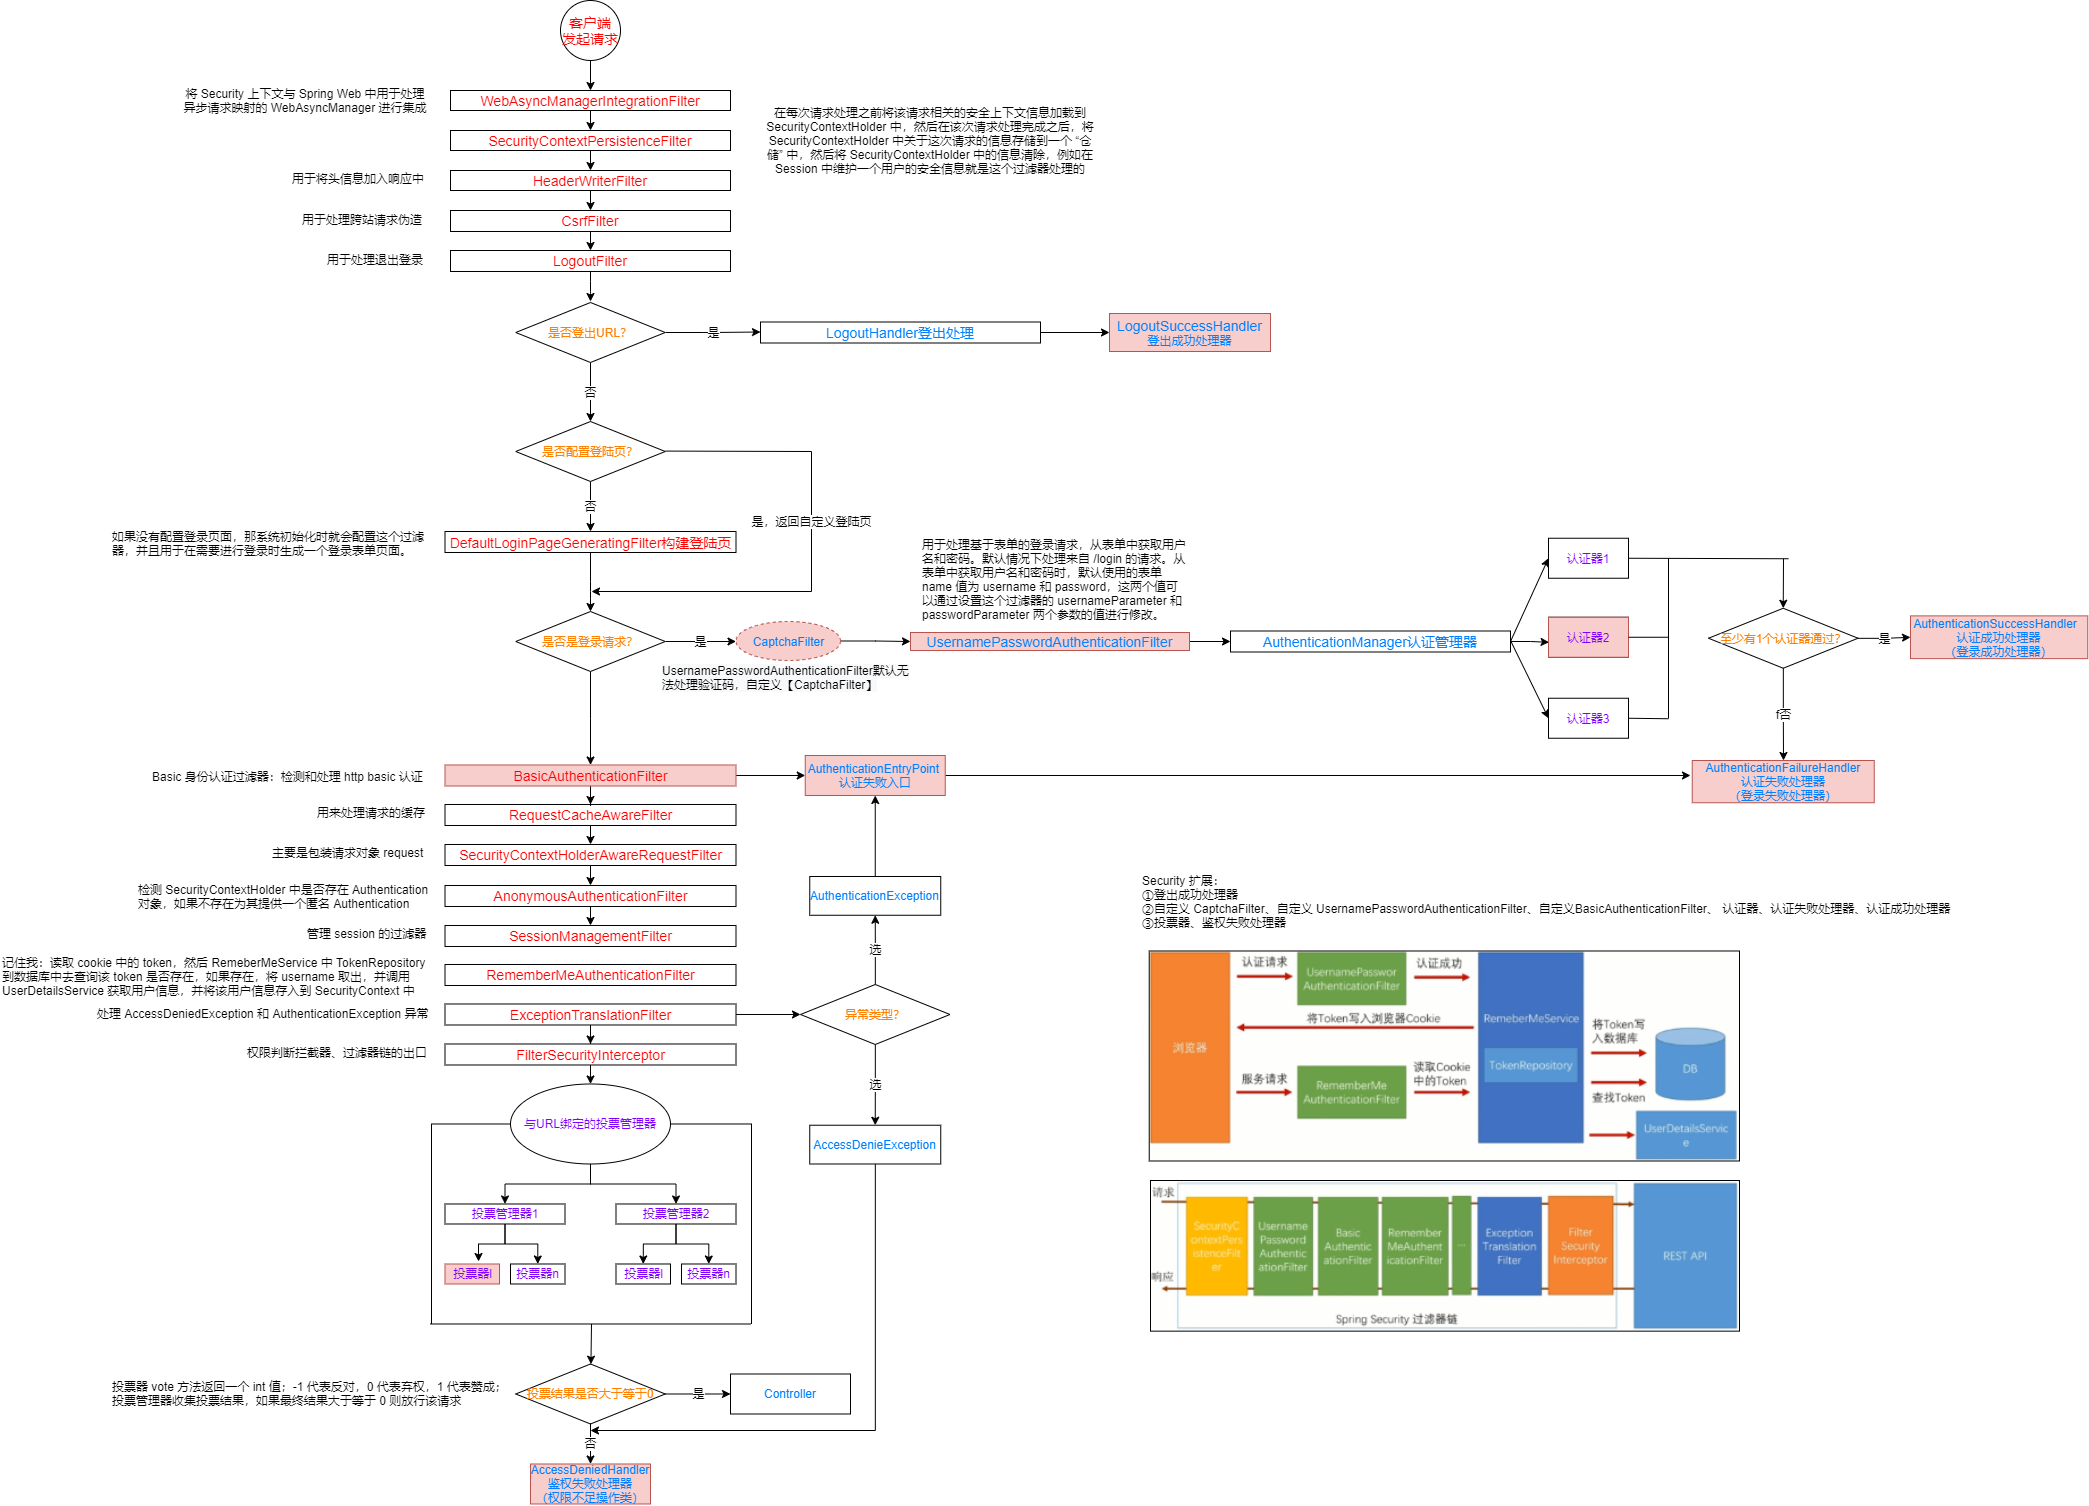 客户端
发起请求
将 Security 上下文与 Spring Web 中用于处理
异步请求映射的 WebAsyncManager 进行集成
WebAsyncManagerIntegrationFilter
在每次请求处理之前将该请求相关的安全上下文信息加载到
SecurityContextHolder 中，然后在该次请求处理完成之后，将
SecurityContextHolder 中关于这次请求的信息存储到一个 “仓
储” 中，然后将 SecurityContextHolder 中的信息清除，例如在
Session 中维护一个用户的安全信息就是这个过滤器处理的
SecurityContextPersistenceFilter
用于将头信息加入响应中
HeaderWriterFilter
用于处理跨站请求伪造
CsrfFilter
用于处理退出登录
LogoutFilter
是否登出URL？
是
LogoutHandler登出处理
LogoutSuccessHandler
登出成功处理器
否
是否配置登陆页？
否
是，返回自定义登陆页
如果没有配置登录页面，那系统初始化时就会配置这个过滤
器，并且用于在需要进行登录时生成一个登录表单页面。
DefaultLoginPageGeneratingFilter构建登陆页
用于处理基于表单的登录请求，从表单中获取用户
名和密码。默认情况下处理来自 /login 的请求。从
表单中获取用户名和密码时，默认使用的表单
name 值为 username 和 password，这两个值可
以通过设置这个过滤器的 usernameParameter 和
passwordParameter 两个参数的值进行修改。
是否是登录请求？
是
CaptchaFilter
UsernamePasswordAuthenticationFilter
AuthenticationManager认证管理器
认证器1
认证器2
认证器3
至少有1个认证器通过？
是
AuthenticationSuccessHandler
认证成功处理器
（登录成功处理器）
UsernamePasswordAuthenticationFIlter默认无
法处理验证码，自定义【CaptchaFilter】
f否
Basic 身份认证过滤器：检测和处理 http basic 认证
BasicAuthenticationFilter
AuthenticationEntryPoint
认证失败入口
AuthenticationFailureHandler
认证失败处理器
（登录失败处理器）
用来处理请求的缓存
RequestCacheAwareFilter
主要是包装请求对象 request
SecurityContextHolderAwareRequestFilter
检测 SecurityContextHolder 中是否存在 Authentication
对象，如果不存在为其提供一个匿名 Authentication
AnonymousAuthenticationFilter
AuthenticationException
管理 session 的过滤器
SessionManagementFilter
选
记住我：读取 cookie 中的 token，然后 RemeberMeService 中 TokenRepository
到数据库中去查询该 token 是否存在，如果存在，将 username 取出，并调用
UserDetailsService 获取用户信息，并将该用户信息存入到 SecurityContext 中
RememberMeAuthenticationFilter
处理 AccessDeniedException 和 AuthenticationException 异常
ExceptionTranslationFilter
异常类型？
权限判断拦截器、过滤器链的出口
FilterSecurityInterceptor
选
与URL绑定的投票管理器
AccessDenieException
投票管理器1
投票管理器2
投票器I
投票器n
投票器I
投票器n
投票器 vote 方法返回一个 int 值；-1 代表反对，0 代表弃权，1 代表赞成；
投票管理器收集投票结果，如果最终结果大于等于 0 则放行该请求
投票结果是否大于等于0
是
Controller
否
AccessDeniedHandler
鉴权失败处理器
（权限不足操作类）
Security 扩展：
①登出成功处理器
②自定义 CaptchaFilter、自定义 UsernamePasswordAuthenticationFilter、自定义BasicAuthenticationFilter、 认证器、认证失败处理器、认证成功处理器
③投票器、鉴权失败处理器
浏览器
认证请求
UsernamePasswor
AuthenticationFilter
认证成功
将Token写入浏览器Cookie
RemeberMeService
TokenRepository
将Token写
入数据库
DB
服务请求
RememberMe
AuthenticationFilter
读取Cookie
中的Token
查找Token
UserDetailsServic
e
请求
响应
SecurityC
ontextPers
istenceFilt
er
Username
Password
Authentic
ationFilter
Basic
Authentic
ationFilter
Remember
MeAuthent
icationFilter
...
Exception
Translation
Filter
Filter
Security
Interceptor
REST API
Spring Security 过滤器链